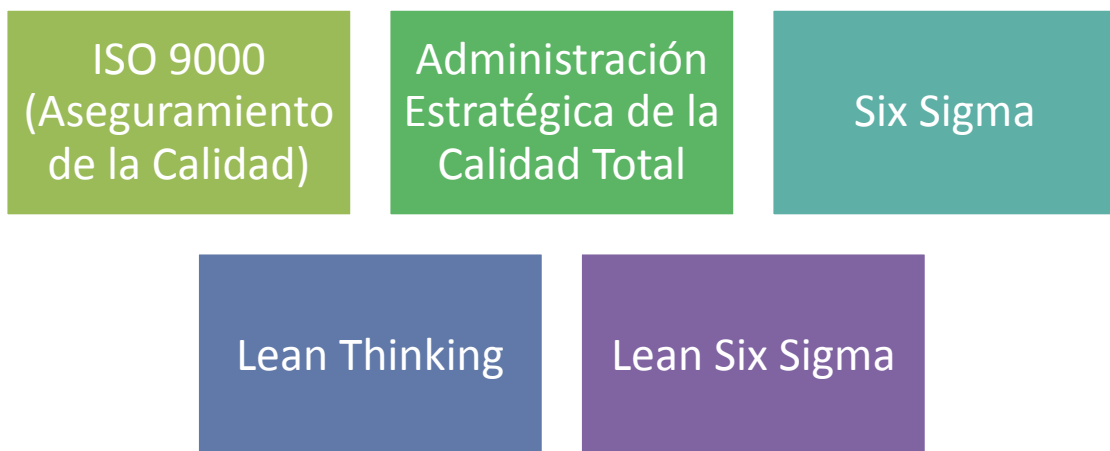 ISO 9000
(Aseguramiento
de la Calidad)
Administración
Estratégica de la
Calidad Total
Six Sigma
Lean Thinking
Lean Six Sigma